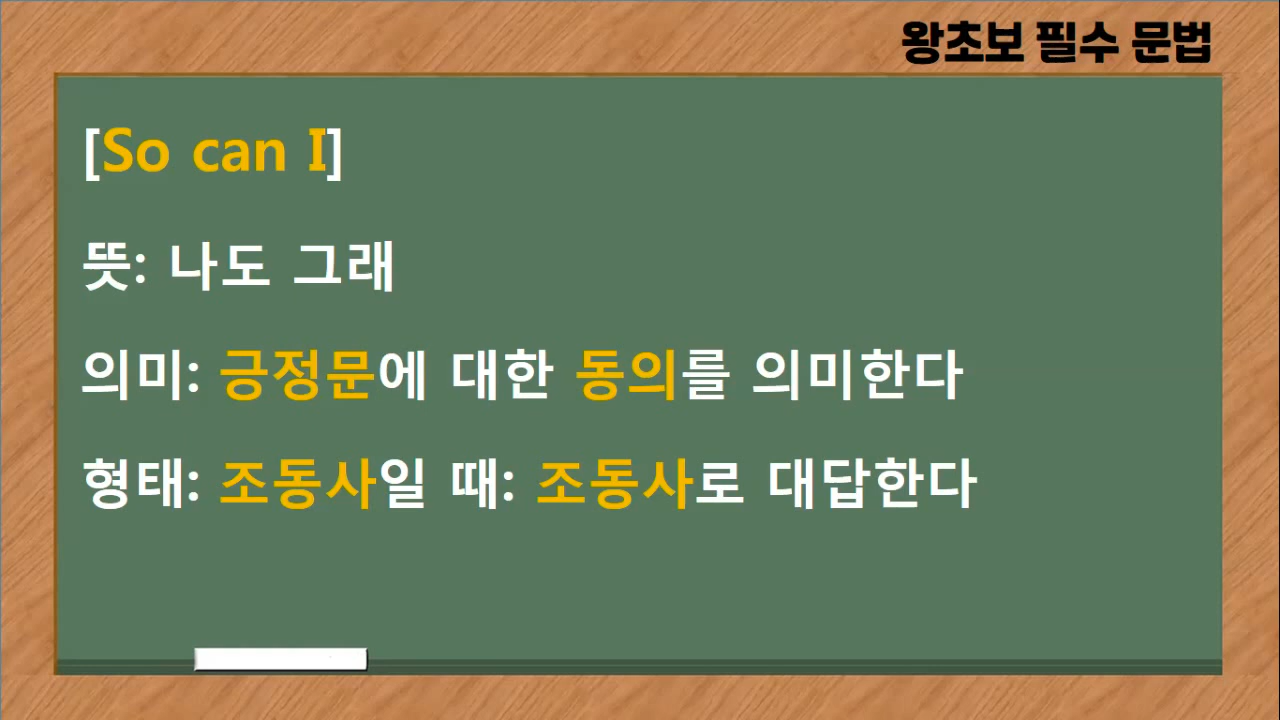 왕초보 필수 문법
[So can I]
뜻: 나도 그래
의미: 긍정문에 대한 동의를 의미한다
형태: 조동사일 때: 조동사로 대답한다